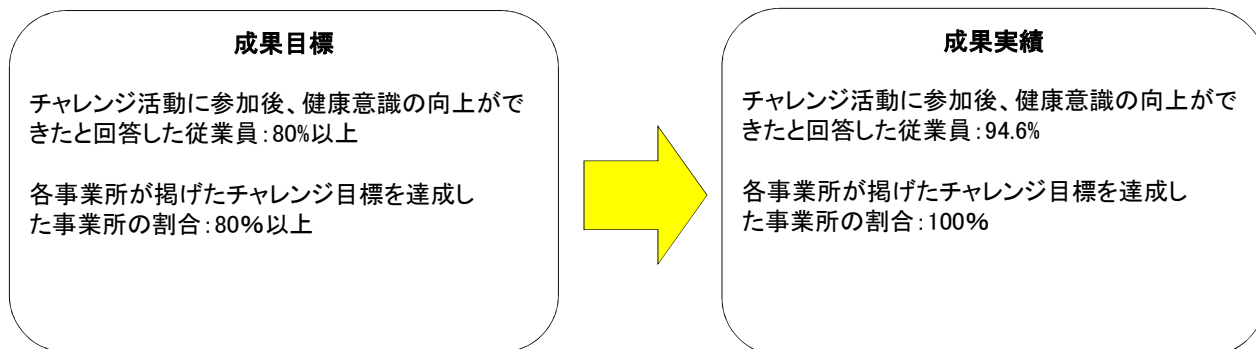 成果目標
チャレンジ活動に参加後、健康意識の向上がで
きたと回答した従業員：80%以上
各事業所が掲げたチャレンジ目標を達成し
た事業所の割合：80％以上
成果実績
チャレンジ活動に参加後、健康意識の向上がで
きたと回答した従業員：94.6%
各事業所が掲げたチャレンジ目標を達成し
た事業所の割合：100％